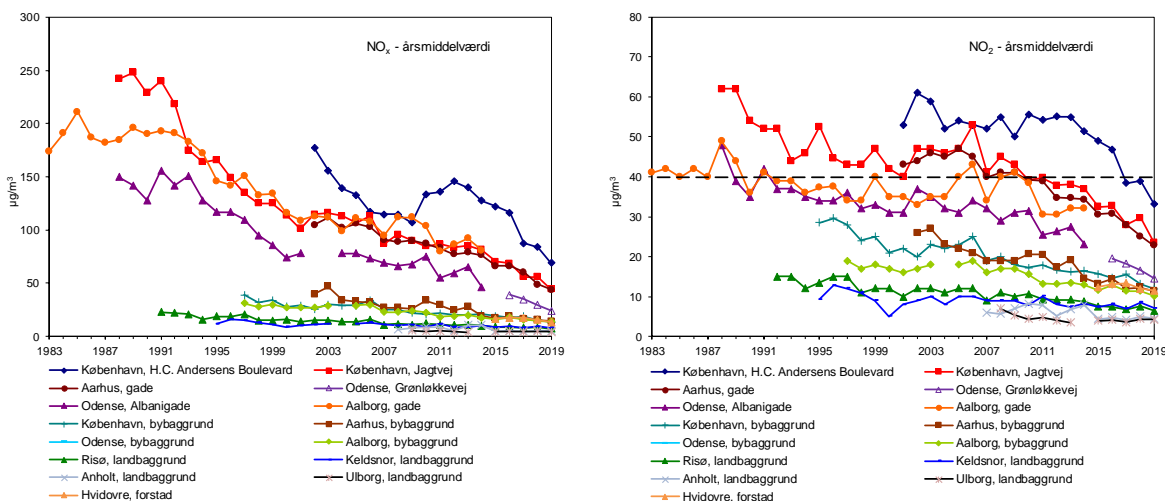 NOx - årsmiddelværdi
µg/m³
300
250
200
150
100
50
0
1983 1987 1991 1995 1999 2003 2007 2011 2015 2019
København, H.C. Andersens Boulevard København, Jagtvej
Aarhus, gade Odense, Grønløkkevej
Odense, Albanigade Aalborg, gade
København, bybaggrund Aarhus, bybaggrund
Odense, bybaggrund Aalborg, bybaggrund
Risø, landbaggrund Keldsnor, landbaggrund
Anholt, landbaggrund Ulborg, landbaggrund
Hvidovre, forstad
NO2 - årsmiddelværdi
µg/m³
80
70
60
50
40
30
20
10
0
1983 1987 1991 1995 1999 2003 2007 2011 2015 2019
København, H.C. Andersens Boulevard København, Jagtvej
Aarhus, gade Odense, Grønløkkevej
Odense, Albanigade Aalborg, gade
København, bybaggrund Aarhus, bybaggrund
Odense, bybaggrund Aalborg, bybaggrund
Risø, landbaggrund Keldsnor, landbaggrund
Anholt, landbaggrund Ulborg, landbaggrund
Hvidovre, forstad